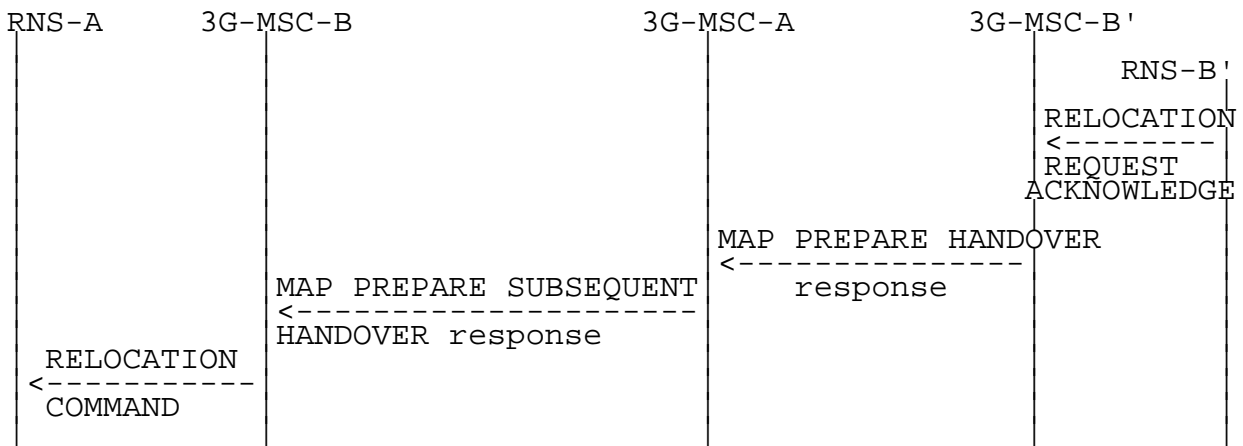 RNS-A 3G-MSC-B 3G-MSC-A 3G-MSC-B'
RNS-B'
RELOCATION
REQUEST
ACKNOWLEDGE
MAP PREPARE HANDOVER
response
MAP PREPARE SUBSEQUENT
HANDOVER response
RELOCATION
COMMAND